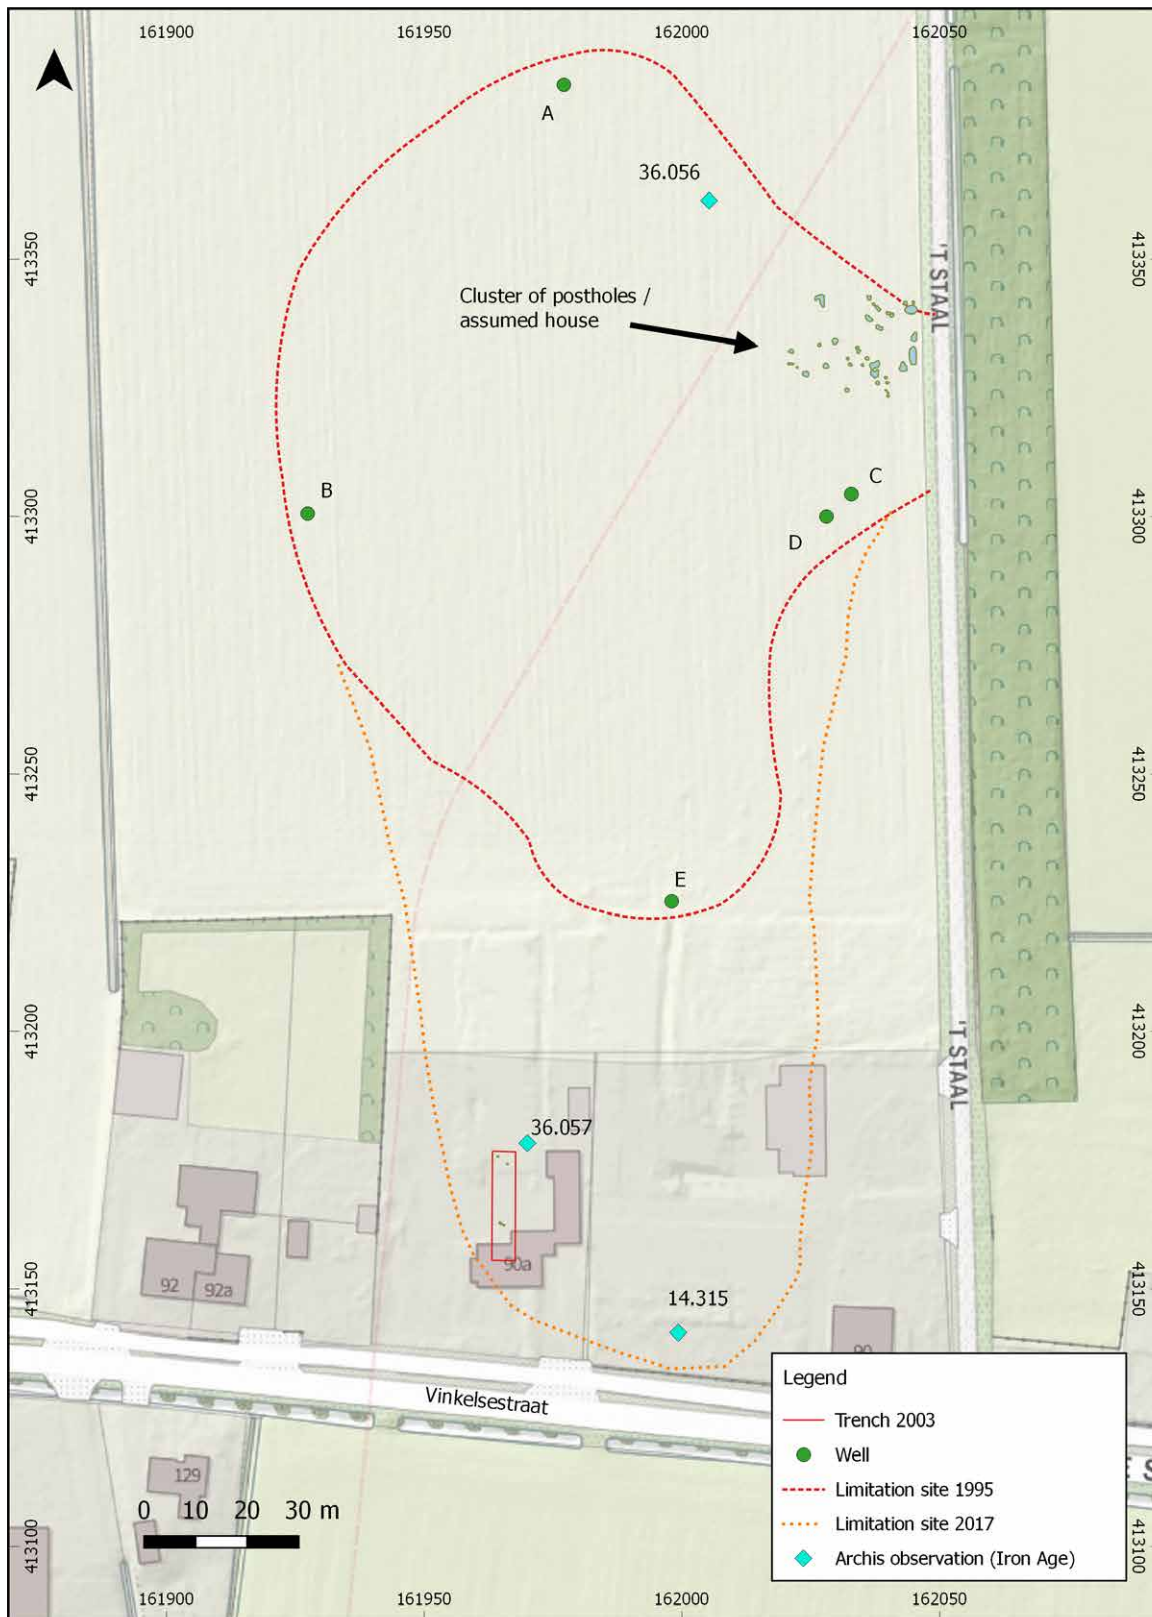 161900
161950
162000
162050
A
36.056
413350
413350
'T STAAL
Cluster of postholes /
assumed house
B
C
413300
413300
D
413250
413250
E
413200
413200
'T STAAL
36.057
90a
92
92a
413150
413150
14.315
90
Vinkelsestraat
Legend
Trench 2003
Well
Limitation site 1995
Limitation site 2017
Archis observation (Iron Age)
129
0 10 20 30 m
413100
413100
161900
161950
162000
162050